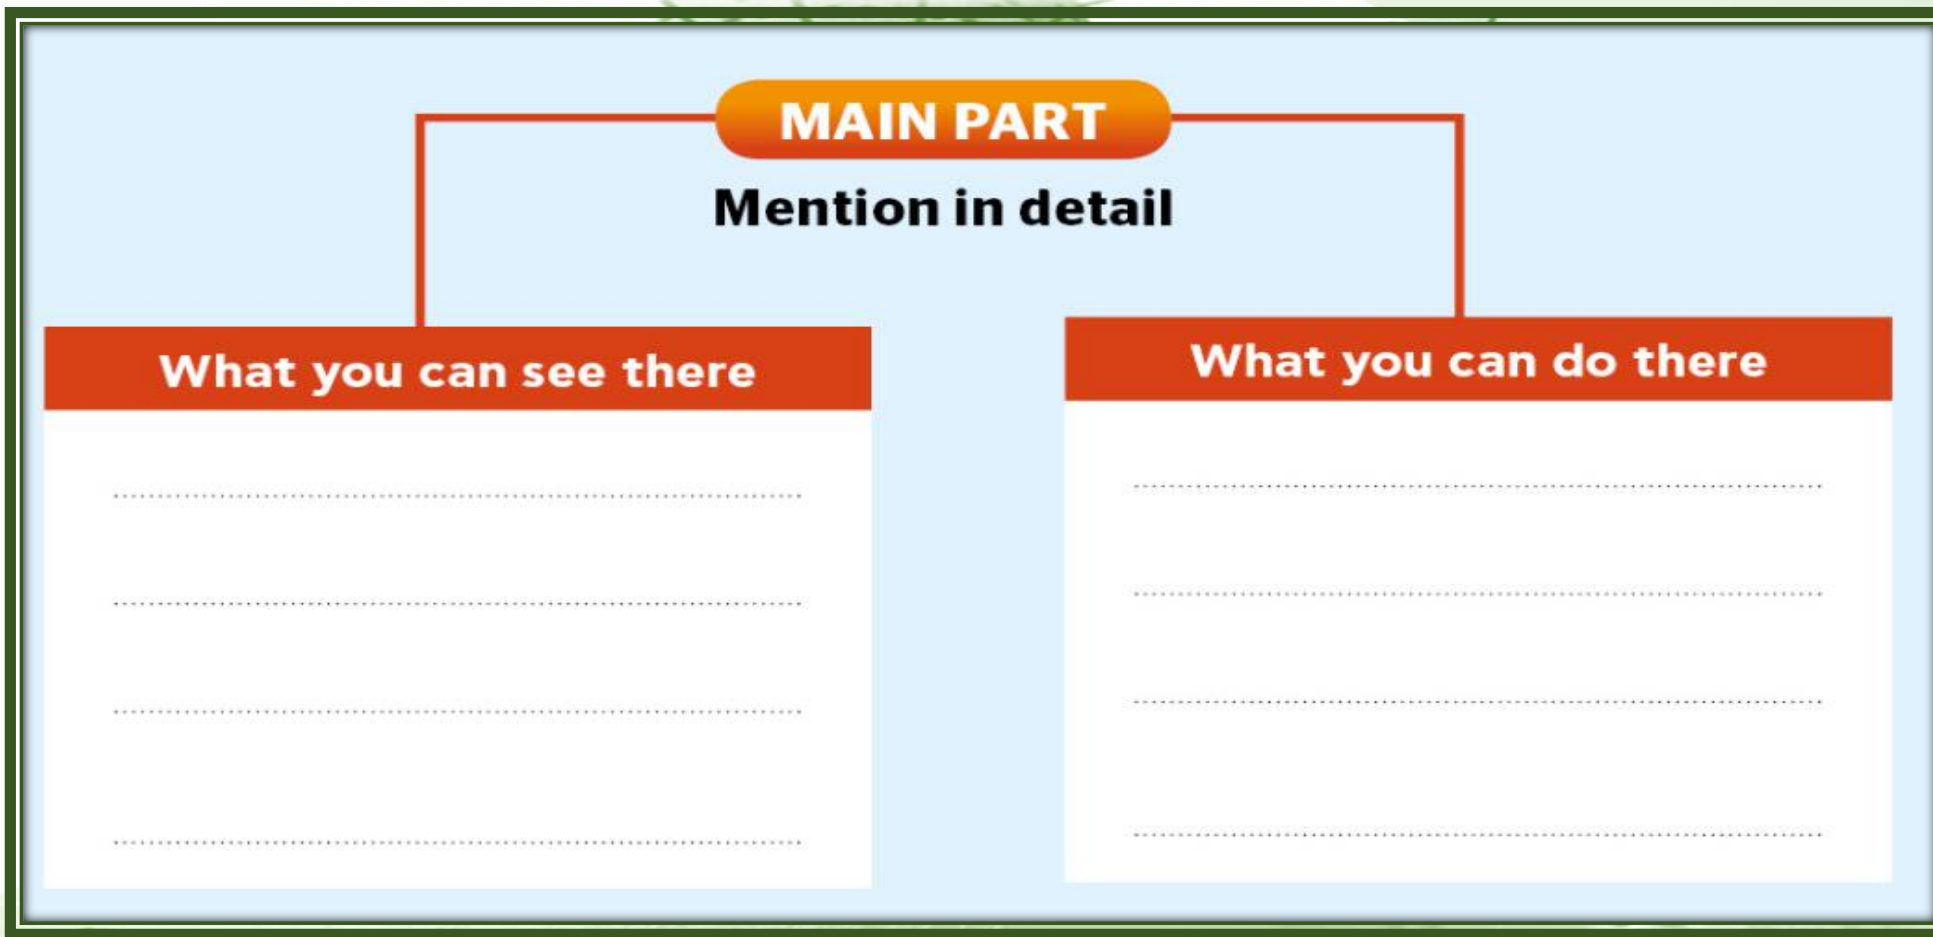 MAIN PART
Mention in detail
What you can see there
What you can do there